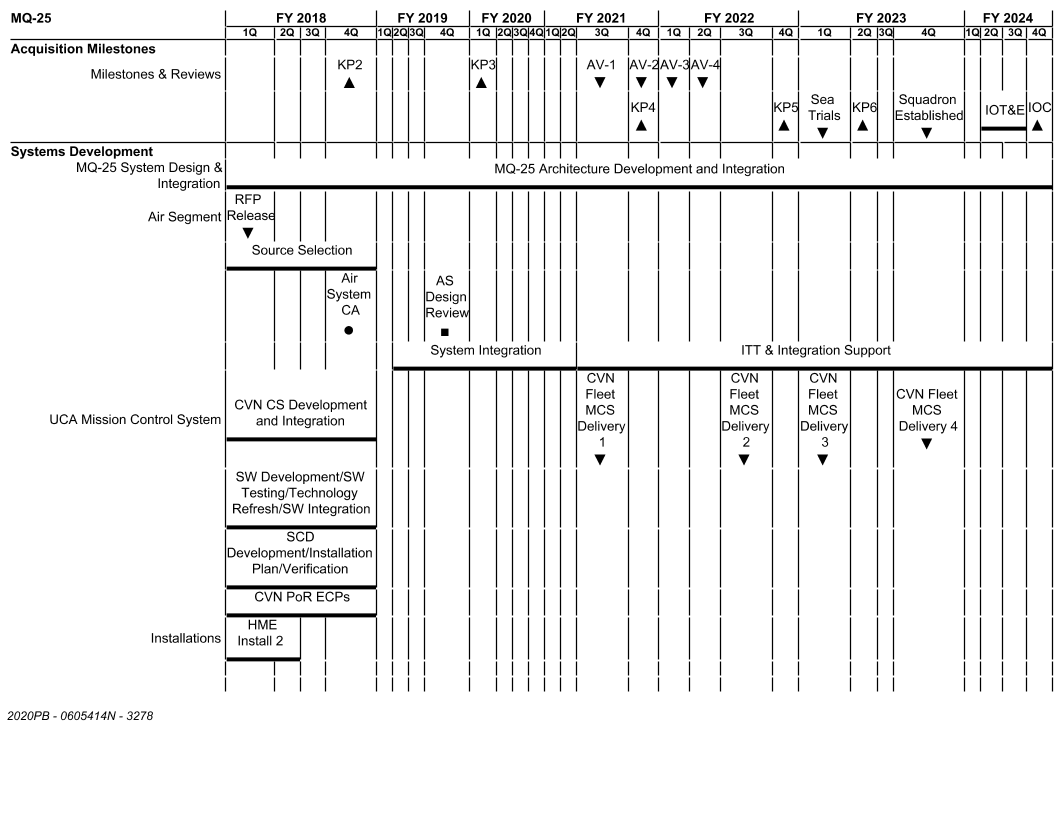 MQ-25 FY 2018 FY 2019 FY 2020 FY 2021 FY 2022 FY 2023 FY 2024
1Q 2Q 3Q 4Q 1Q 2Q 3Q 4Q 1Q 2Q 3Q 4Q 1Q 2Q 3Q 4Q 1Q 2Q 3Q 4Q 1Q 2Q 3Q 4Q 1Q 2Q 3Q 4Q
Acquisition Milestones
Milestones & Reviews
KP2 KP3 AV-1 AV-2 AV-3 AV-4
KP4 KP5 Sea
Trials
KP6 Squadron
Established
IOT&E IOC
Systems Development
MQ-25 System Design &
Integration
MQ-25 Architecture Development and Integration
Air Segment
RFP
Release
Source Selection
Air
System
CA
AS
Design
Review
System Integration ITT & Integration Support
UCA Mission Control System
CVN CS Development
and Integration
CVN
Fleet
MCS
Delivery
1
CVN
Fleet
MCS
Delivery
2
CVN
Fleet
MCS
Delivery
3
CVN Fleet
MCS
Delivery 4
SW Development/SW
Testing/Technology
Refresh/SW Integration
SCD
Development/Installation
Plan/Verification
CVN PoR ECPs
Installations
HME
Install 2
2020PB - 0605414N - 3278